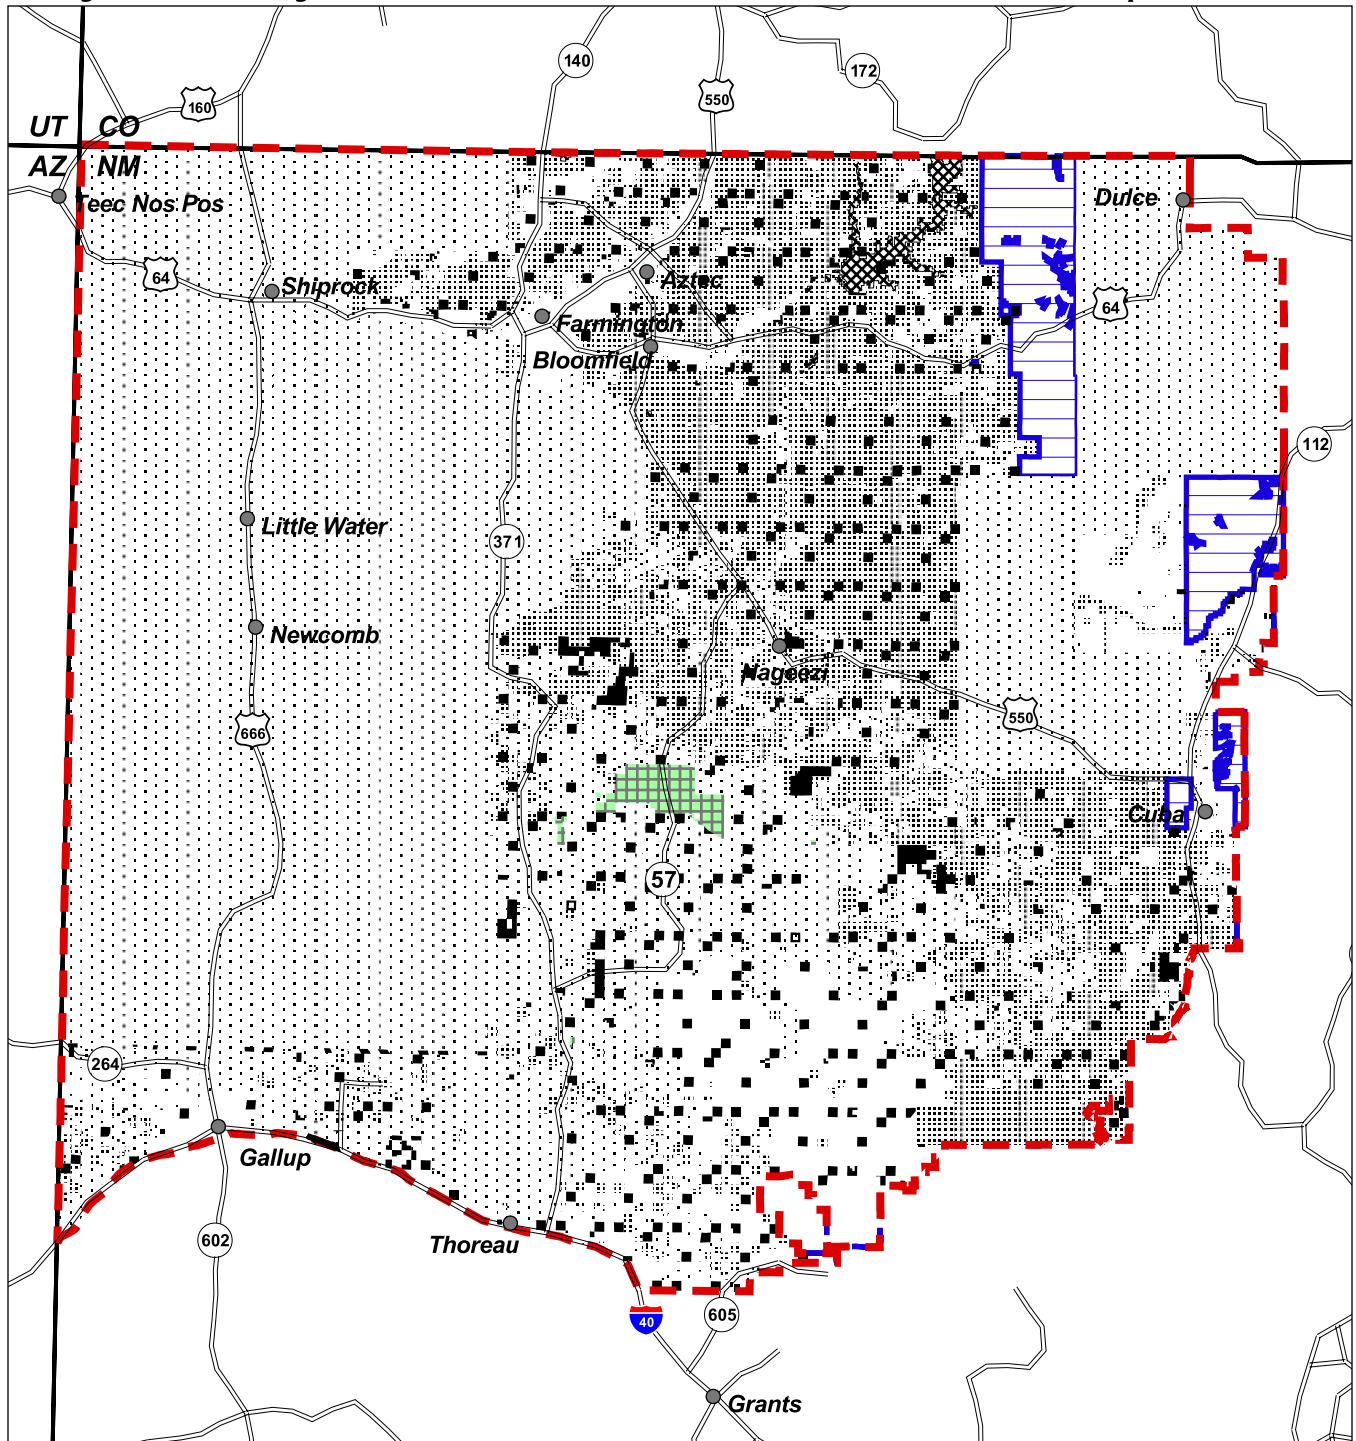 140
172
160
550
UT CO
AZ NM
Teec Nos Pos
Dulce
64
Shiprock
Aztec
64
Farmington
Bloomfield
112
Little Water
371
Newcomb
Nageezi
666
550
Cuba
57
264
Gallup
602
Thoreau
40
605
Grants